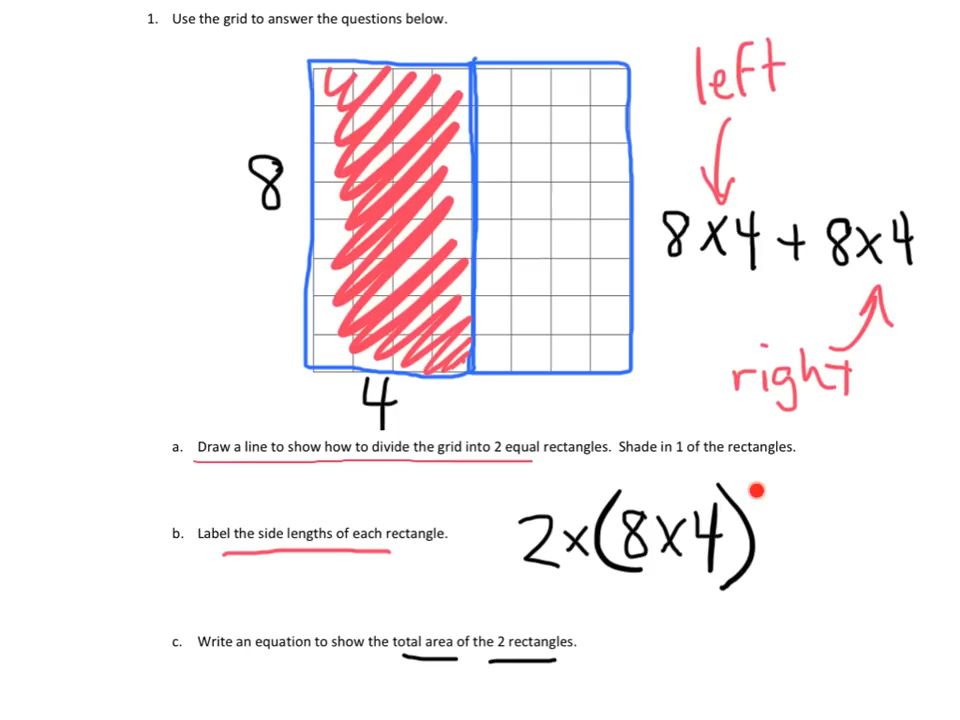 1. Use the grid to answer the questions below.
left
8
8x4 + 8x4
right
4
a. Draw a line to show how to divide the grid into 2 equal rectangles. Shade in 1 of the rectangles.
2x(8x4)
b. Label the side lengths of each rectangle.
c. Write an equation to show the total area of the 2 rectangles.